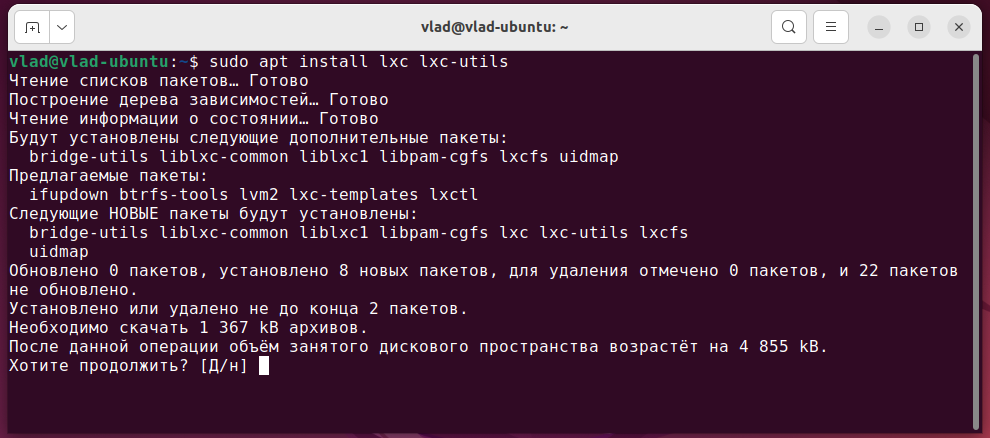 vlad@vlad-ubuntu: ~
vlad@vlad-ubuntu:~$ sudo apt install lxc lxc-utils
Чтение списков пакетов… Готово
Построение дерева зависимостей… Готово
Чтение информации о состоянии… Готово
Будут установлены следующие дополнительные пакеты:
  bridge-utils liblxc-common liblxc1 libpam-cgfs lxcfs uidmap
Предлагаемые пакеты:
  ifupdown btrfs-tools lvm2 lxc-templates lxctl
Следующие НОВЫЕ пакеты будут установлены:
  bridge-utils liblxc-common liblxc1 libpam-cgfs lxc lxc-utils lxcfs
  uidmap
Обновлено 0 пакетов, установлено 8 новых пакетов, для удаления отмечено 0 пакетов, и 22 пакетов
не обновлено.
Установлено или удалено не до конца 2 пакетов.
Необходимо скачать 1 367 kB архивов.
После данной операции объём занятого дискового пространства возрастёт на 4 855 kB.
Хотите продолжить? [Д/н]